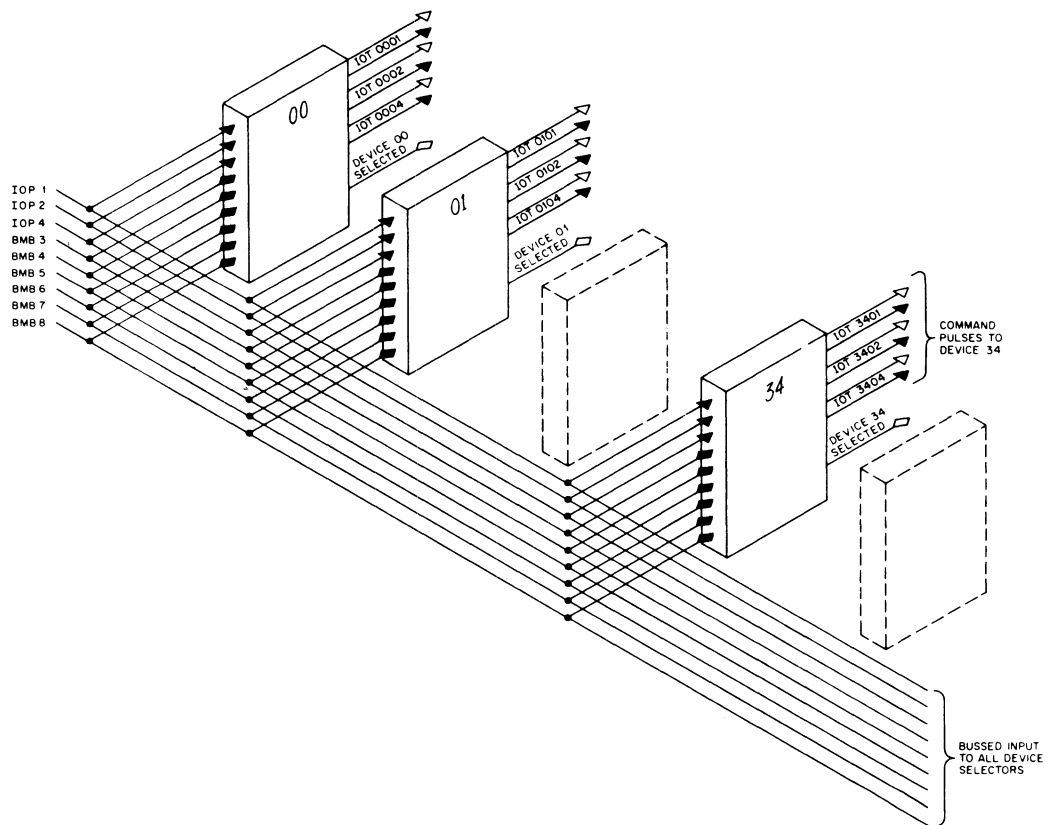 IOT 0001
IOT 0002
IOT 0004
DEVICE 00
SELECTED
00
IOP 1
IOP 2
IOP 4
BMB 3
BMB 4
BMB 5
BMB 6
BMB 7
BMB 8
IOT 0101
IOT 0102
IOT 0104
DEVICE 01
SELECTED
01
IOT 3401
IOT 3402
IOT 3404
DEVICE 34
SELECTED
34
COMMAND
PULSES TO
DEVICE 34
BUSSED INPUT
TO ALL DEVICE
SELECTORS